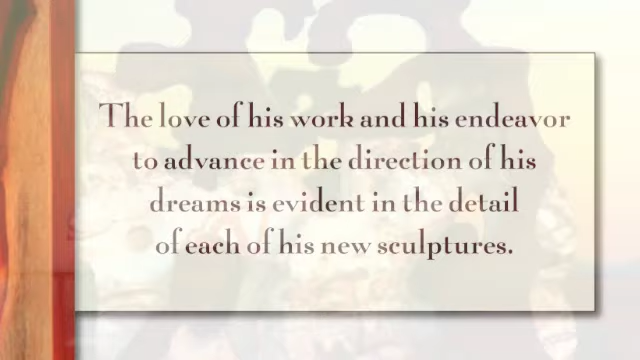 The love of his work and his endeavor
to advance in the direction of his
dreams is evident in the detail
of each of his new sculptures.